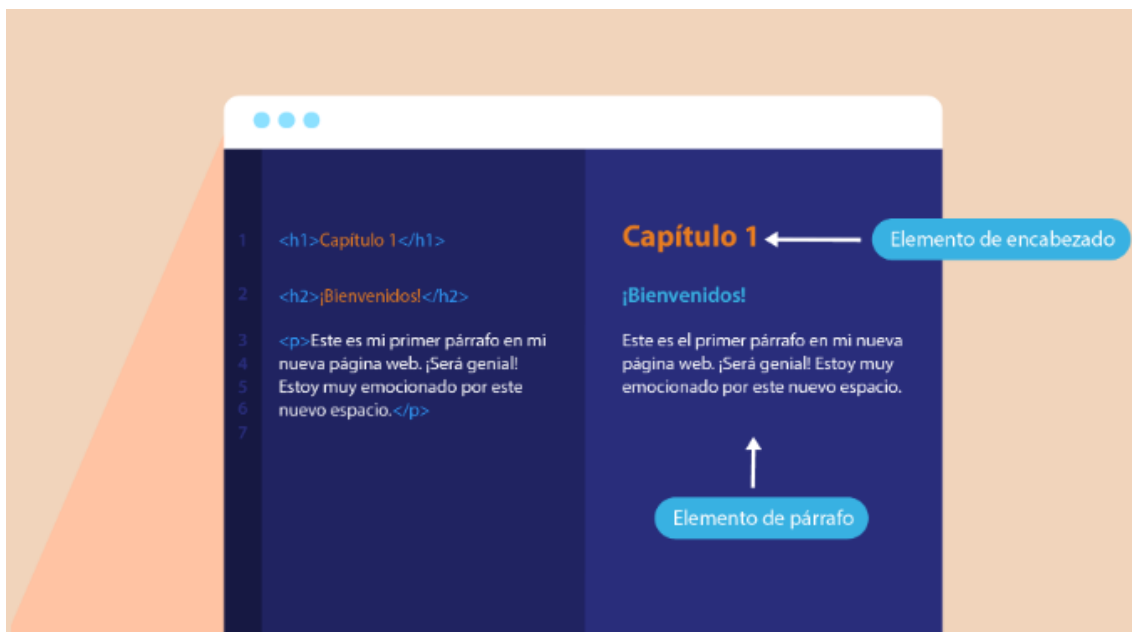 1
<h1>Capítulo 1</h1>
2
<h2>¡Bienvenidos!</h2>
3
<p>Este es mi primer párrafo en mi
4
nueva página web. ¡Será genial!
5
Estoy muy emocionado por este
6
nuevo espacio.</p>
7
Capítulo 1
Elemento de encabezado
¡Bienvenidos!
Este es el primer párrafo en mi nueva
página web. ¡Será genial! Estoy muy
emocionado por este nuevo espacio.
Elemento de párrafo